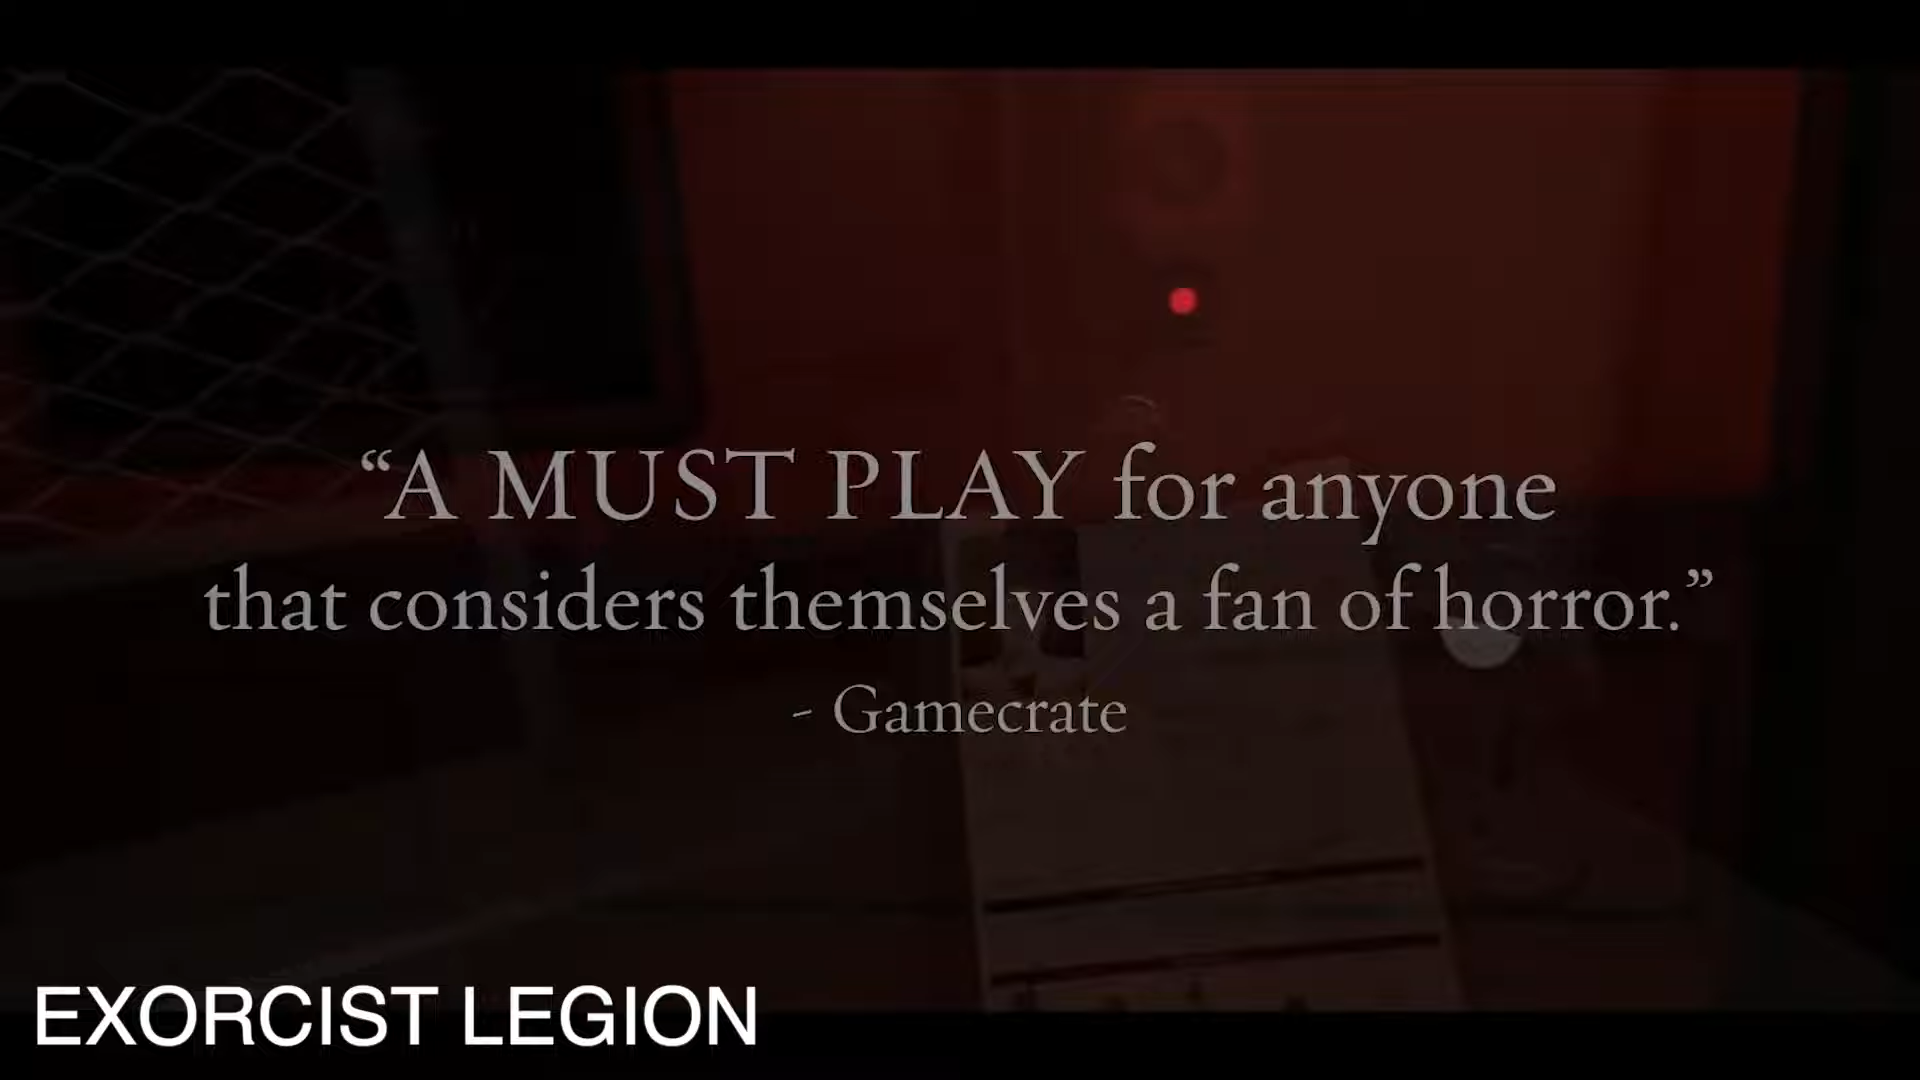 “A MUST PLAY for anyone
that considers themselves a fan of horror.”
- Gamecrate
EXORCIST LEGION